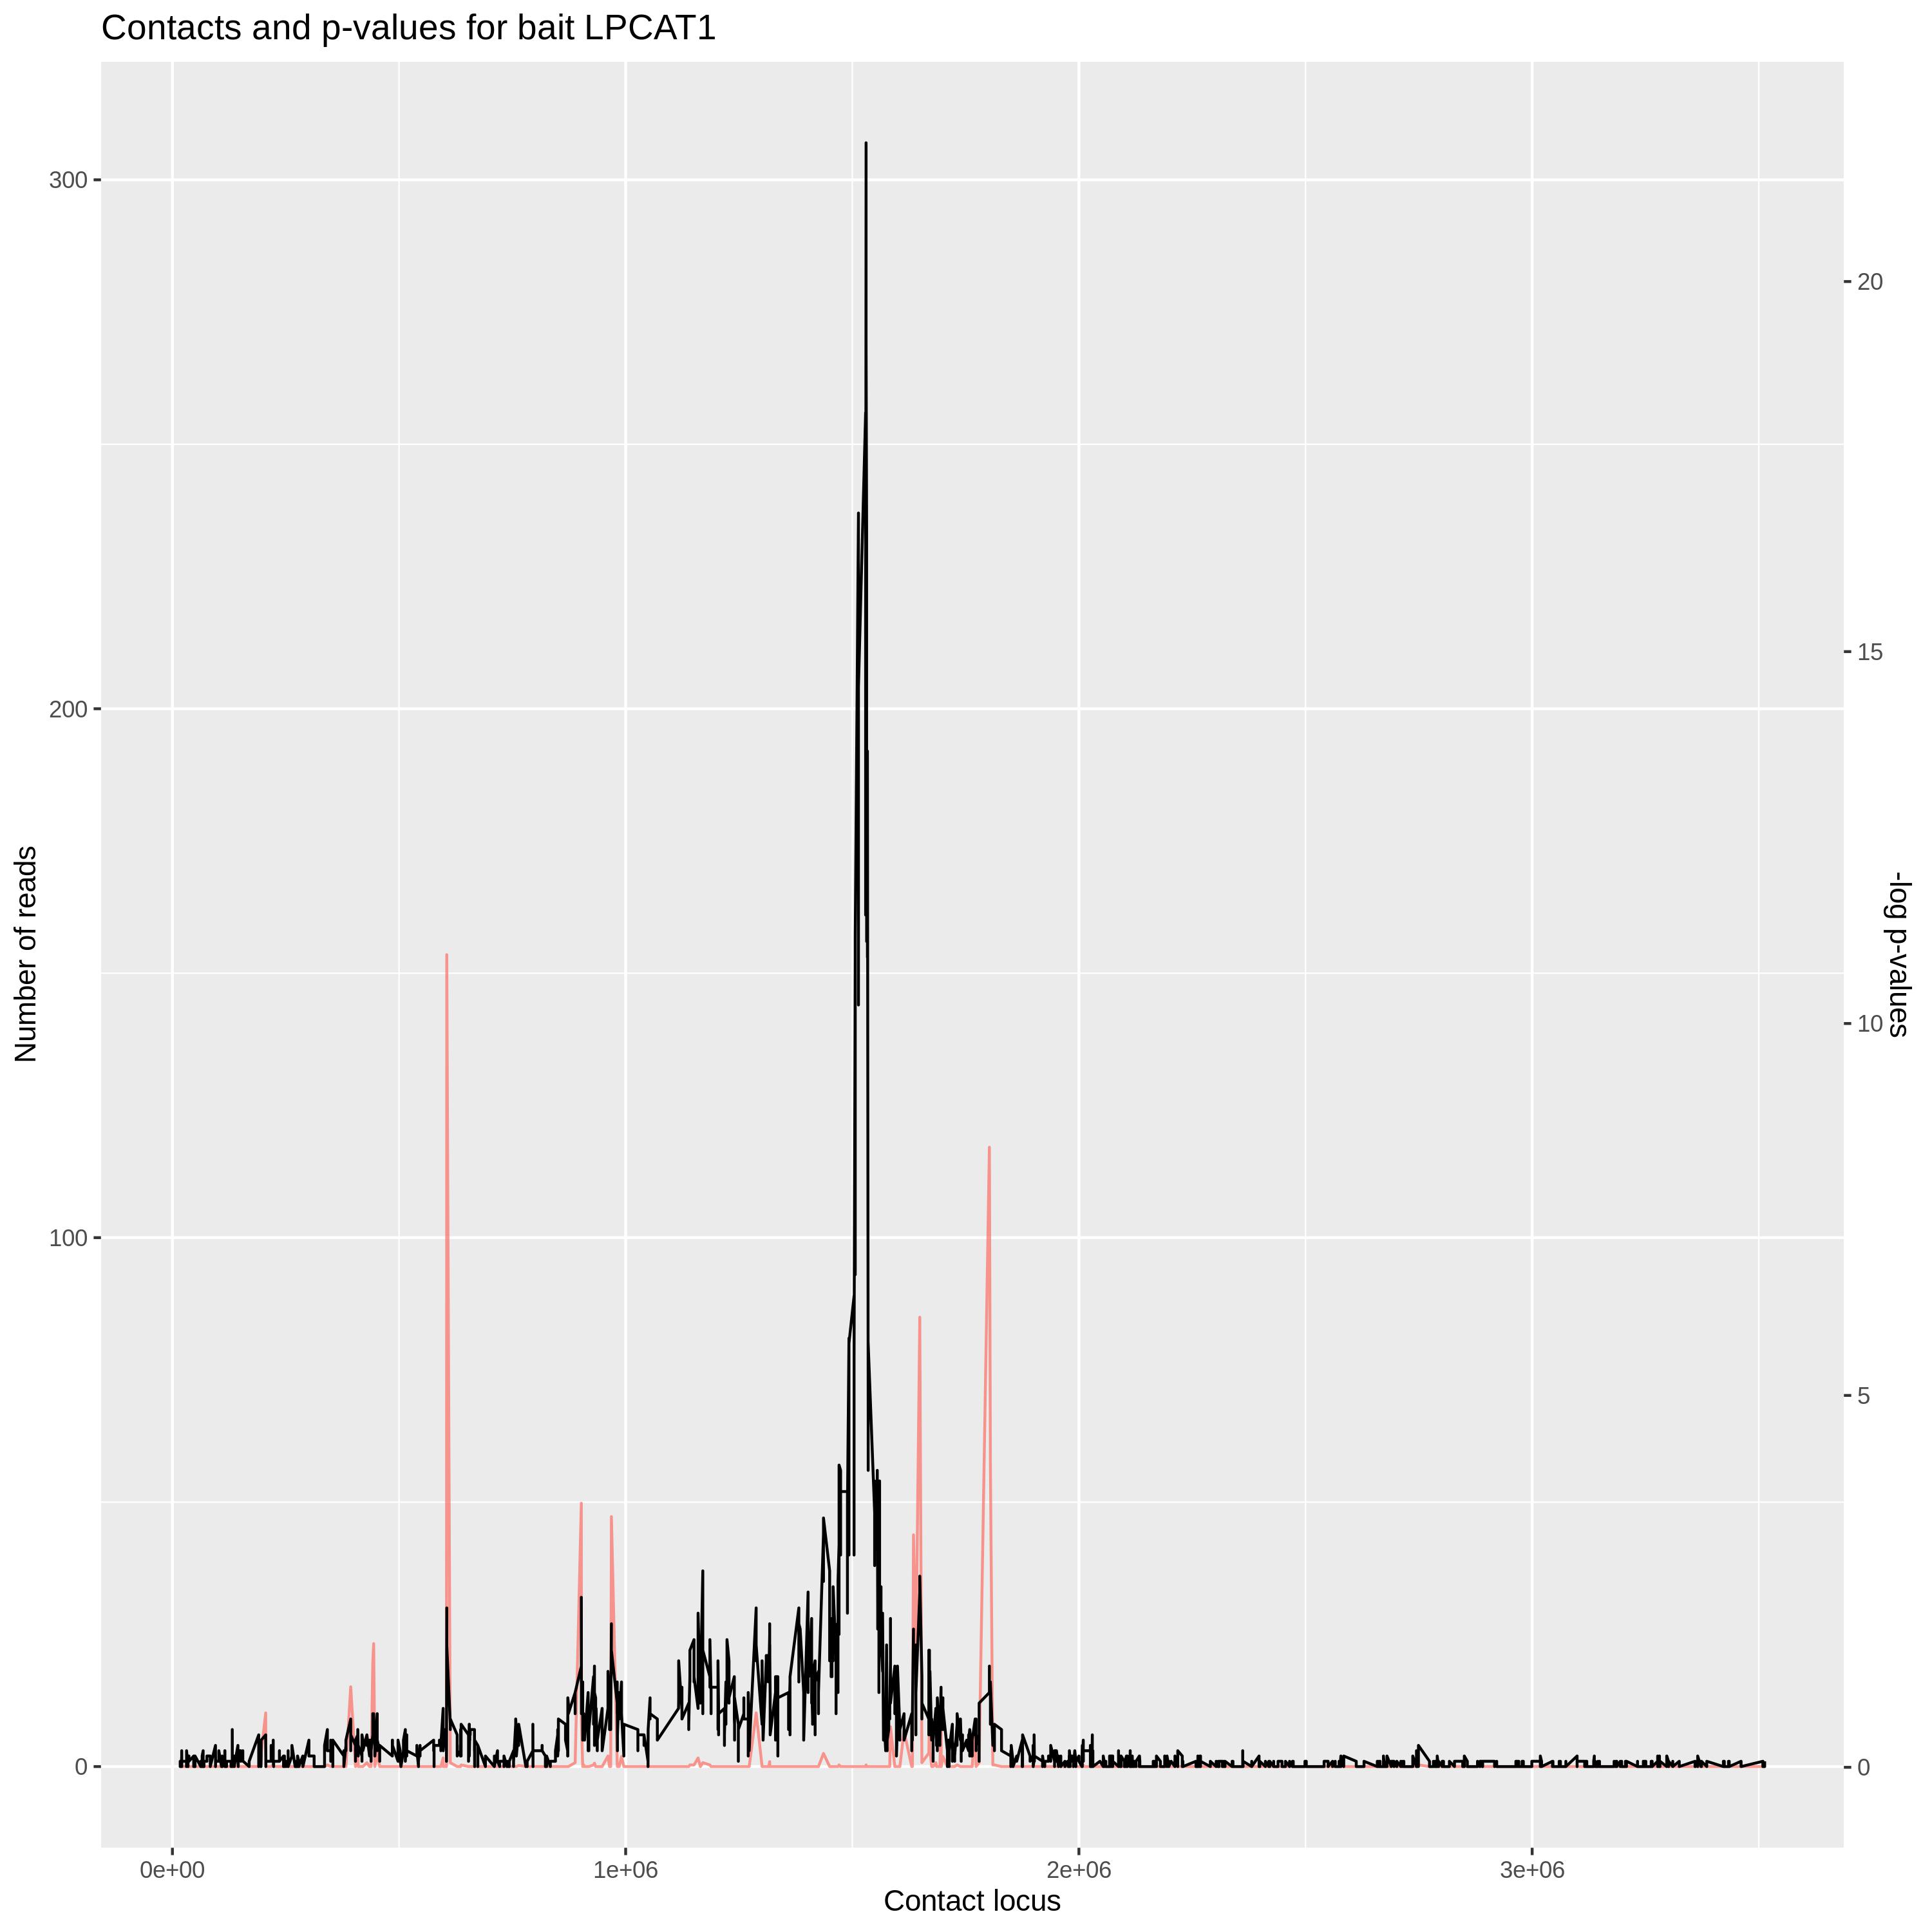 Contacts and p-values for bait LPCAT1
300
200
100
0
Number of reads
20
15
10
5
0
-log p-values
0e+00
1e+06
2e+06
3e+06
Contact locus